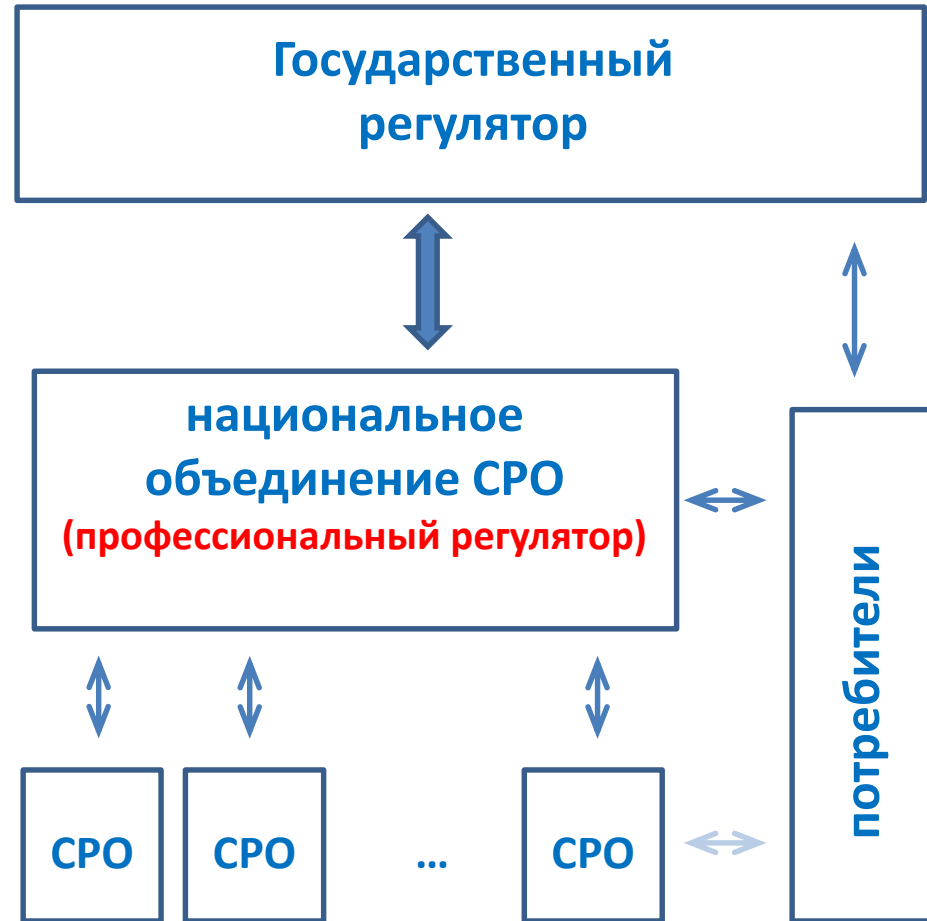 Государственный
регулятор
национальное
объединение СРО
(профессиональный регулятор)
потребители
СРО
СРО
...
СРО